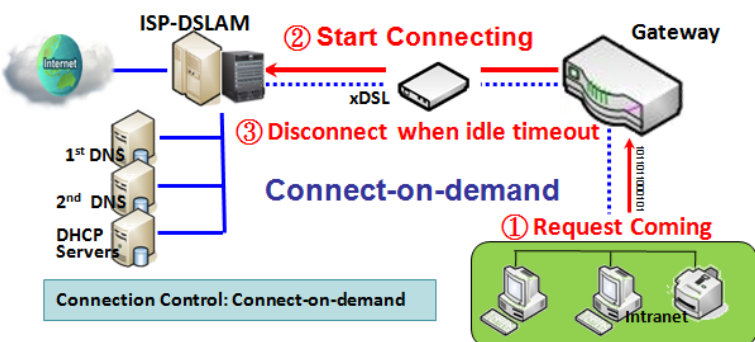 ISP-DSLAM
② Start Connecting
Gateway
Internet
xDSL
③ Disconnect when idle timeout
1st DNS
2nd DNS
DHCP
Servers
Connect-on-demand
101101000101
① Request Coming
Intranet
Connection Control: Connect-on-demand